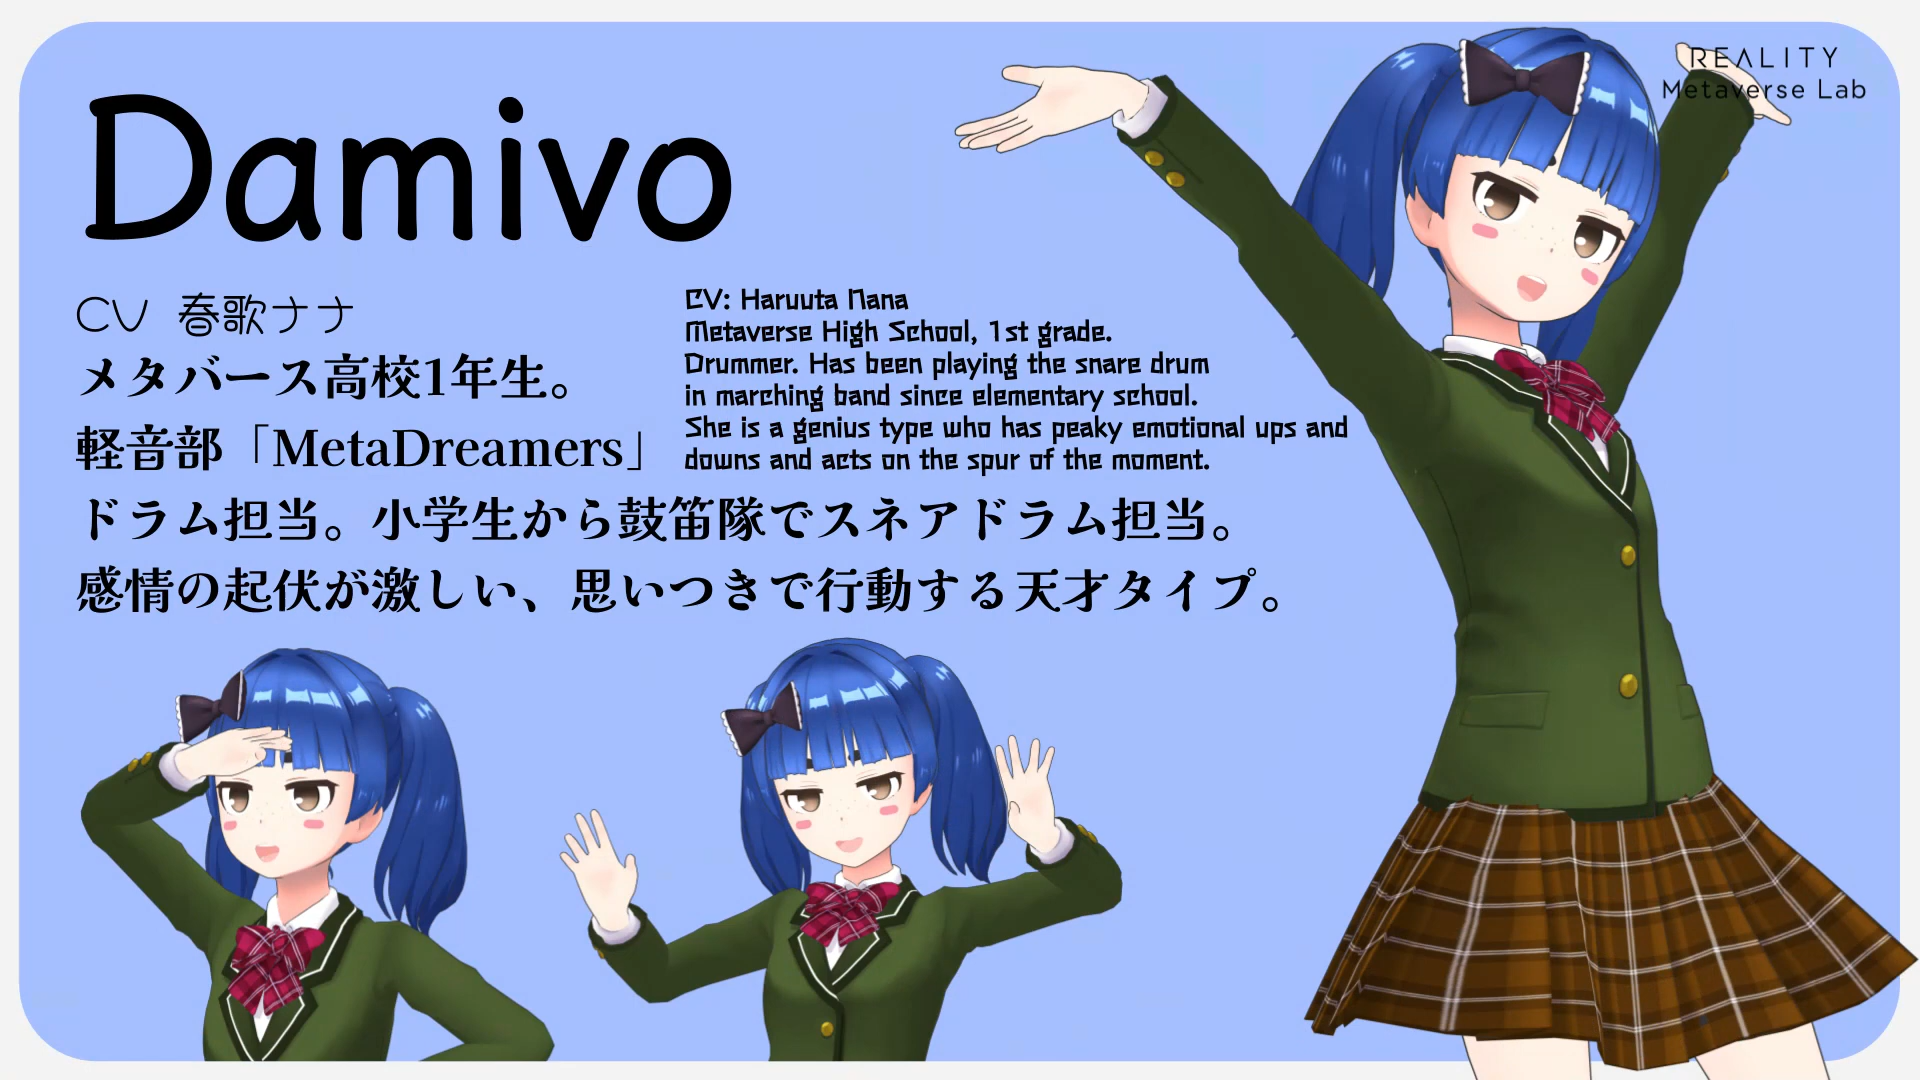 REALITY
Metaverse Lab
Damivo
CV 春歌ナナ
メタバース高校1年生。
軽音部「MetaDreamers」
ドラム担当。小学生から鼓笛隊でスネアドラム担当。
感情の起伏が激しい、思いつきで行動する天才タイプ。
CV: Haruuta Nana
Metaverse High School, 1st grade.
Drummer. Has been playing the snare drum
in marching band since elementary school.
She is a genius type who has peaky emotional ups and
downs and acts on the spur of the moment.